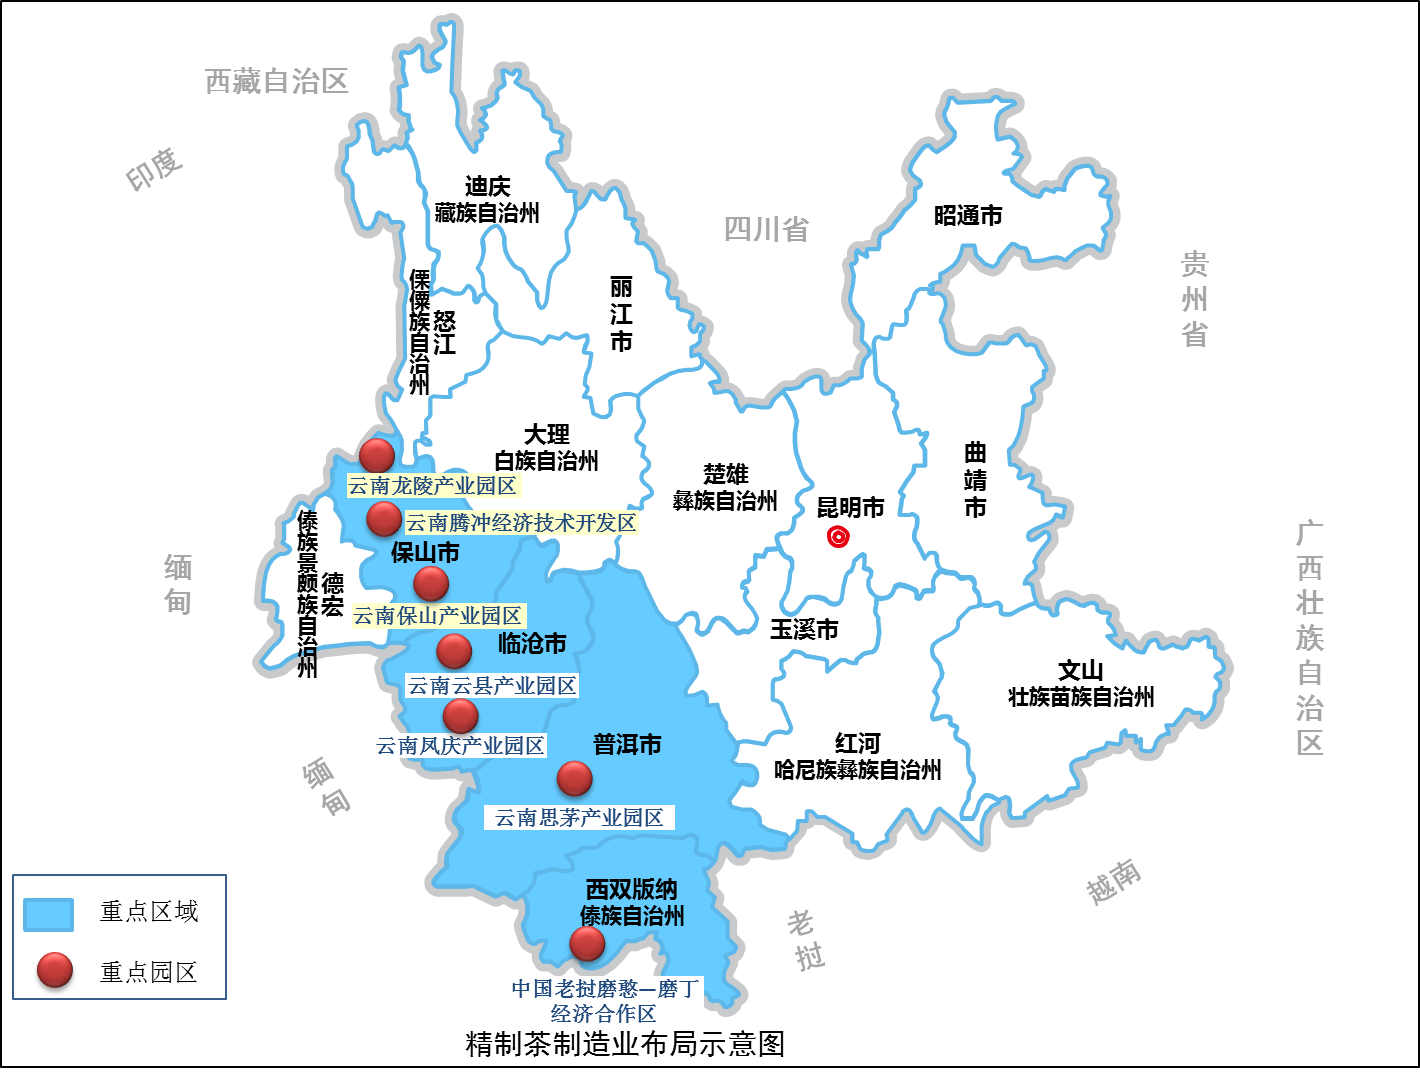 西藏自治区
印度
迪庆
藏族自治州
四川省
昭通市
贵州省
怒江
傈僳族自治州
丽江市
大理
白族自治州
楚雄
彝族自治州
昆明市
曲靖市
云南龙陵产业园区
云南腾冲经济技术开发区
保山市
云南保山产业园区
德宏
傣族景颇族自治州
缅甸
临沧市
云南云县产业园区
云南凤庆产业园区
玉溪市
文山
壮族苗族自治州
广西壮族自治区
普洱市
云南思茅产业园区
红河
哈尼族彝族自治州
缅甸
越南
老挝
西双版纳
傣族自治州
中国老挝磨憨—磨丁
经济合作区
重点区域
重点园区
精制茶制造业布局示意图